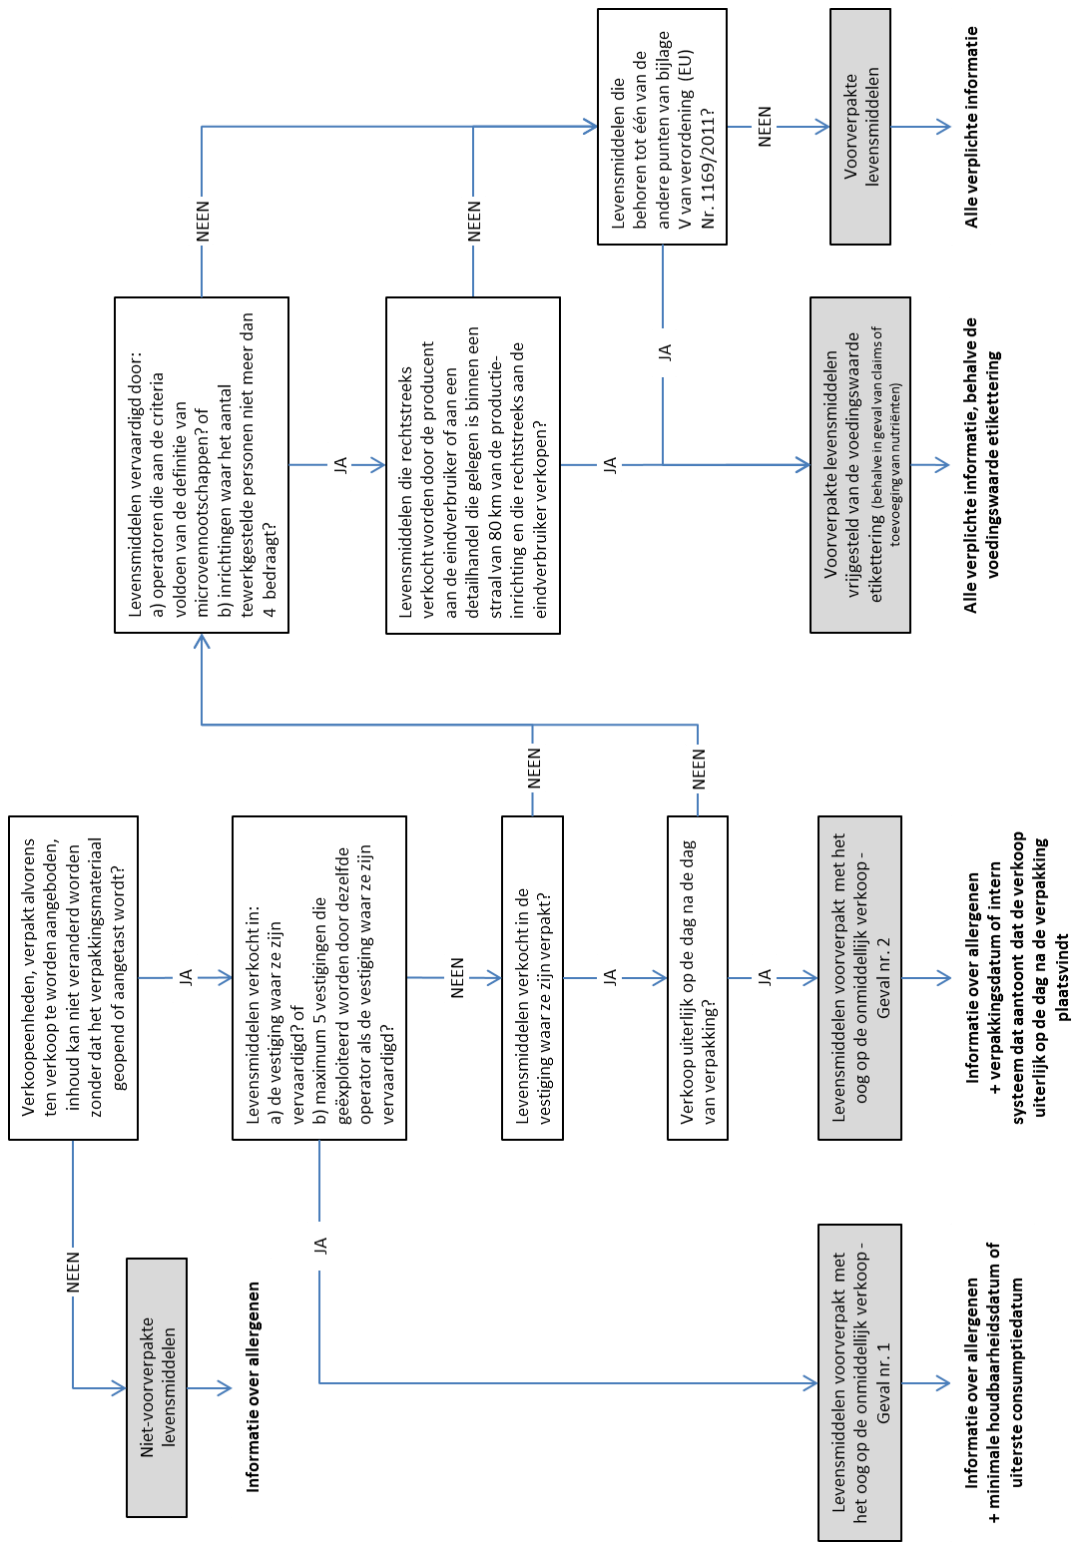 Verkoopeenheden, verpakt alvorens
ten verkoop te worden aangeboden,
inhoud kan niet veranderd worden
zonder dat het verpakkingsmateriaal
geopend of aangetast wordt?
NEEN
Niet-voorverpakte
levensmiddelen
Informatie over allergenen
JA
Levensmiddelen verkocht in:
a) de vestiging waar ze zijn
vervaardigd? of
b) maximum 5 vestigingen die
geëxploiteerd worden door dezelfde
operator als de vestiging waar ze zijn
vervaardigd?
JA
Levensmiddelen voorverpakt met
het oog op de onmiddellijk verkoop -
Geval nr. 1
Informatie over allergenen
+ minimale houdbaarheidsdatum of
uiterste consumptiedatum
NEEN
Levensmiddelen verkocht in de
vestiging waar ze zijn verpakt?
NEEN
JA
Verkoop uiterlijk op de dag na de dag
van verpakking?
NEEN
JA
Levensmiddelen voorverpakt met het
oog op de onmiddellijk verkoop -
Geval nr. 2
Informatie over allergenen
+ verpakkingsdatum of intern
systeem dat aantoont dat de verkoop
uiterlijk op de dag na de verpakking
plaatsvindt
Levensmiddelen vervaardigd door:
a) operatoren die aan de criteria
voldoen van de definitie van
microvennootschappen? of
b) inrichtingen waar het aantal
tewerkgestelde personen niet meer dan
4 bedraagt?
NEEN
JA
Levensmiddelen die rechtstreeks
verkocht worden door de producent
aan de eindverbruiker of aan een
detailhandel die gelegen is binnen een
straal van 80 km van de productie-
inrichting en die rechtstreeks aan de
eindverbruiker verkopen?
NEEN
JA
Levensmiddelen die
behoren tot één van de
andere punten van bijlage
V van verordening (EU)
Nr. 1169/2011?
JA
NEEN
Voorverpakte levensmiddelen
vrijgesteld van de voedingswaarde
etikettering (behalve in geval van claims of
toevoeging van nutriënten)
Alle verplichte informatie, behalve de
voedingswaarde etikettering
Voorverpakte
levensmiddelen
Alle verplichte informatie